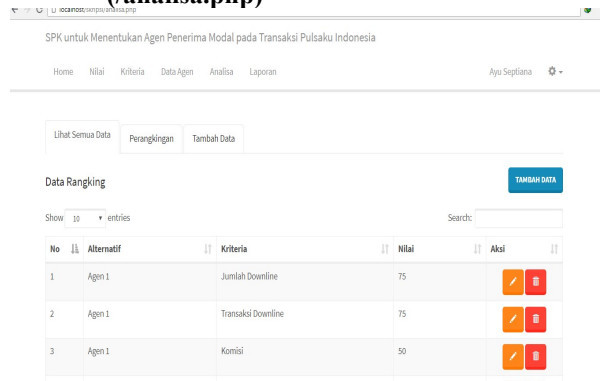 (/analisa.php)
localhost/skripsi/analisa.php
SPK untuk Menentukan Agen Penerima Modal pada Transaksi Pulsaku Indonesia
Home Nilai Kriteria Data Agen Analisa Laporan Ayu Septiana
Lihat Semua Data Perangkingan Tambah Data
Data Rangking TAMBAH DATA
Show 10 entries Search:
No Alternatif Kriteria Nilai Aksi
1 Agen 1 Jumlah Downline 75
2 Agen 1 Transaksi Downline 75
3 Agen 1 Komisi 50